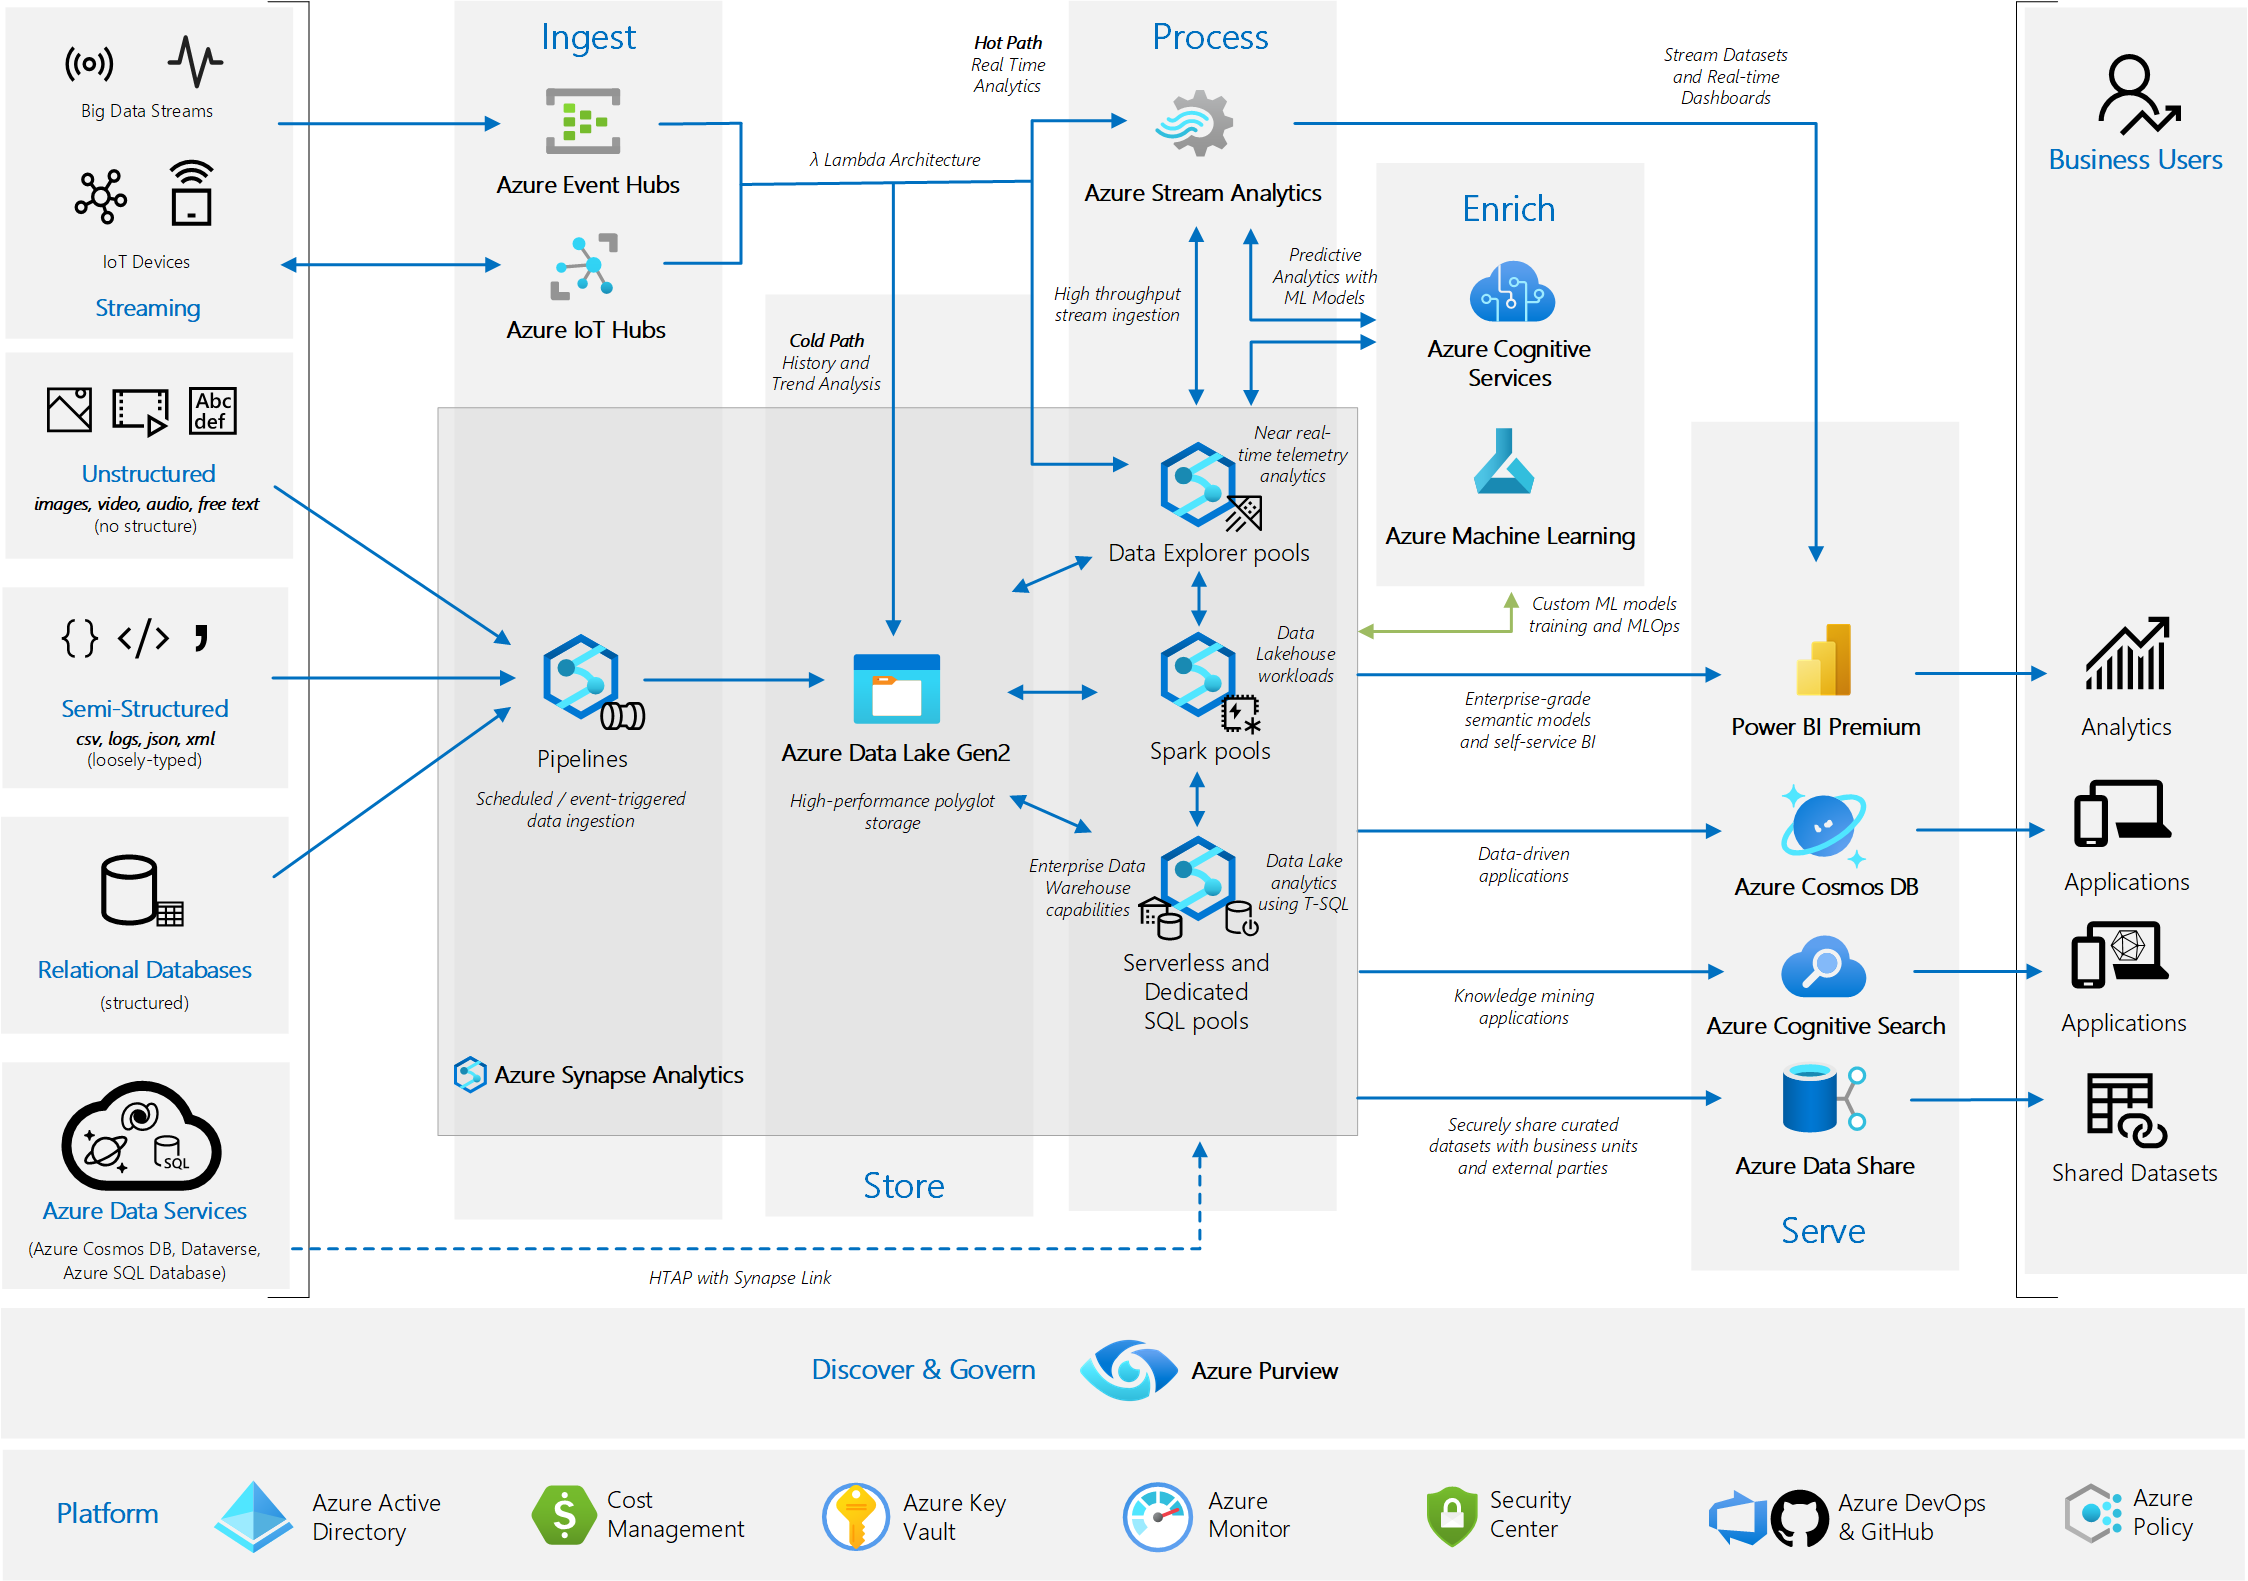 Big Data Streams
IoT Devices
Streaming
Abc
def
Unstructured
images, video, audio, free text
(no structure)
{ } </> ,
Semi-Structured
csv, logs, json, xml
(loosely-typed)
Relational Databases
(structured)
SQL
Azure Data Services
(Azure Cosmos DB, Dataverse,
Azure SQL Database)
Ingest
Azure Event Hubs
Azure IoT Hubs
λ Lambda Architecture
Hot Path
Real Time
Analytics
Cold Path
History and
Trend Analysis
Process
Azure Stream Analytics
High throughput
stream ingestion
Predictive
Analytics with
ML Models
Stream Datasets
and Real-time
Dashboards
Enrich
Azure Cognitive
Services
Azure Machine Learning
Custom ML models
training and MLOps
Near real-
time telemetry
analytics
Data Explorer pools
Data
Lakehouse
workloads
Spark pools
Enterprise Data
Warehouse
capabilities
Data Lake
analytics
using T-SQL
Serverless and
Dedicated
SQL pools
Pipelines
Scheduled / event-triggered
data ingestion
Azure Data Lake Gen2
High-performance polyglot
storage
Azure Synapse Analytics
Store
HTAP with Synapse Link
Enterprise-grade
semantic models
and self-service BI
Data-driven
applications
Knowledge mining
applications
Securely share curated
datasets with business units
and external parties
Power BI Premium
Azure Cosmos DB
Azure Cognitive Search
Azure Data Share
Serve
Business Users
Analytics
Applications
Applications
Shared Datasets
Discover & Govern
Azure Purview
Platform
Azure Active
Directory
$
Cost
Management
Azure Key
Vault
Azure
Monitor
Security
Center
Azure DevOps
& GitHub
Azure
Policy